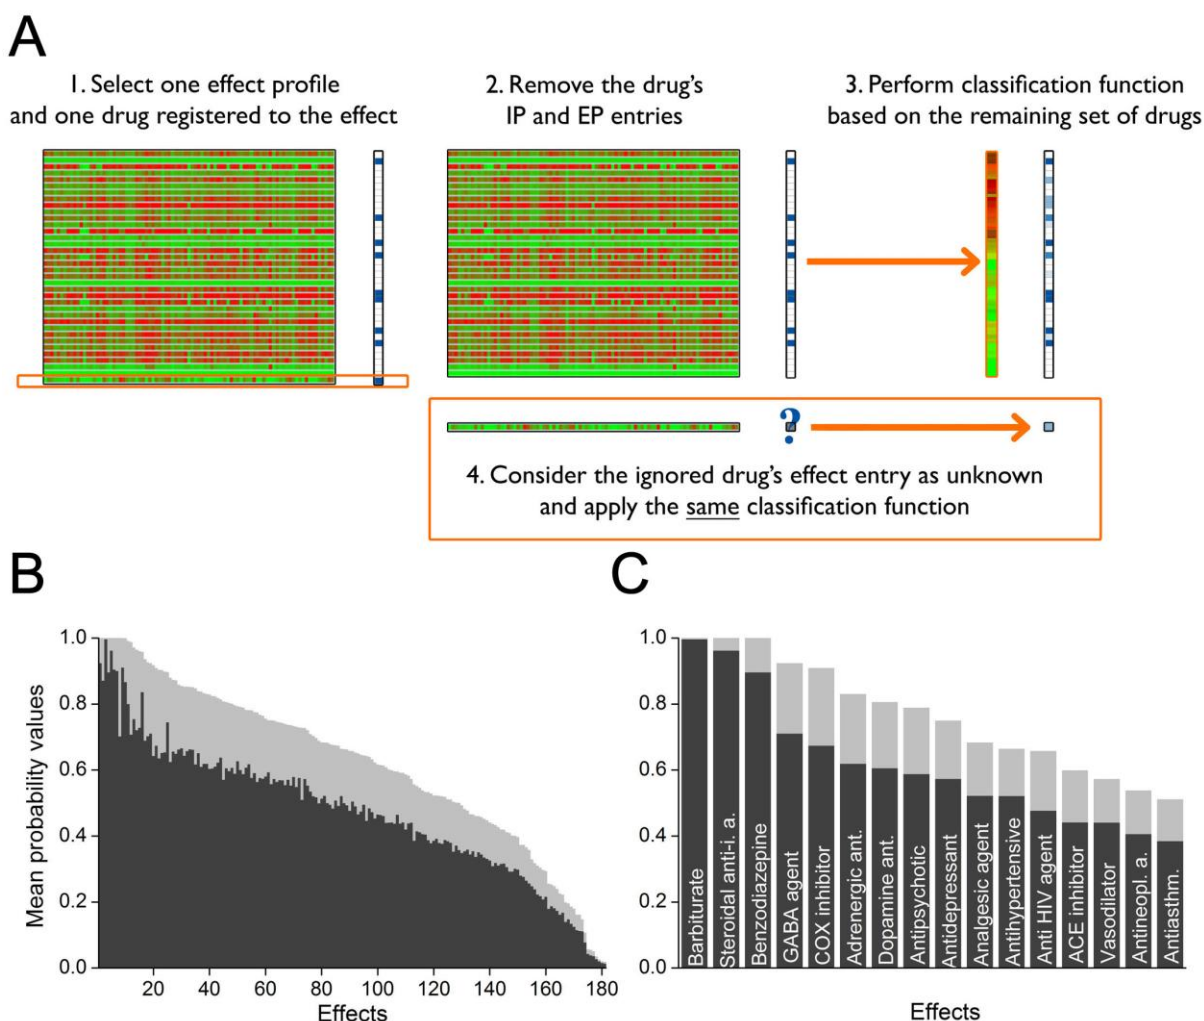 A
1. Select one effect profile
and one drug registered to the effect
2. Remove the drug's
IP and EP entries
3. Perform classification function
based on the remaining set of drugs
?
4. Consider the ignored drug's effect entry as unknown
and apply the same classification function
B
Mean probability values
1.0
0.8
0.6
0.4
0.2
0.0
20 40 60 80 100 120 140 160 180
Effects
C
1.0
0.8
0.6
0.4
0.2
0.0
Barbiturate
Steroidal anti-i. a.
Benzodiazepine
GABA agent
COX inhibitor
Adrenergic ant.
Dopamine ant.
Antipsychotic
Antidepressant
Analgesic agent
Antihypertensive
Anti HIV agent
ACE inhibitor
Vasodilator
Antineopl. a.
Antiasthm.
Effects